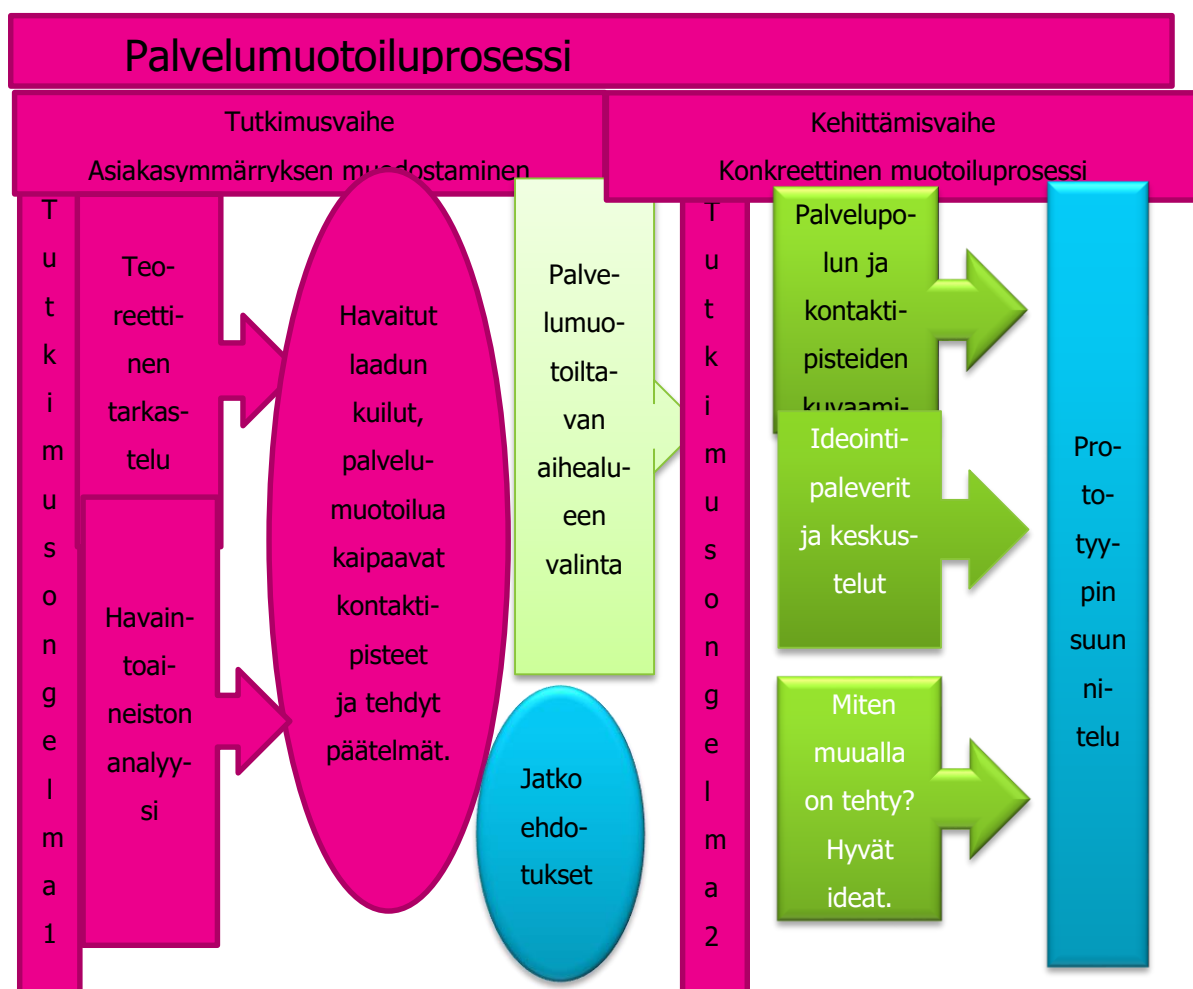 Palvelumuotoiluprosessi
Tutkimusvaihe
Asiakasymmärryksen muodostaminen
Kehittämisvaihe
Konkreettinen muotoiluprosessi
T
u
t
k
i
m
u
s
o
n
g
e
l
m
a
1
Teo-
reetti-
nen
tarkas-
telu
Havain-
toai-
neiston
analyy-
si
Havaitut
laadun
kuilut,
palvelu-
muotoilua
kaipaavat
kontakti-
pisteet
ja tehdyt
päätelmät.
Palve-
lumuo-
toilta-
van
aihealu-
een
valinta
Jatko
ehdo-
tukset
T
u
t
k
i
m
u
s
o
n
g
e
l
m
a
2
Palvelupo-
lun ja
kontakti-
pisteiden
kuvaami-
Ideointi-
paleverit
ja keskus-
telut
Miten
muualla
on tehty?
Hyvät
ideat.
Pro-
to-
tyy-
pin
suun
ni-
telu